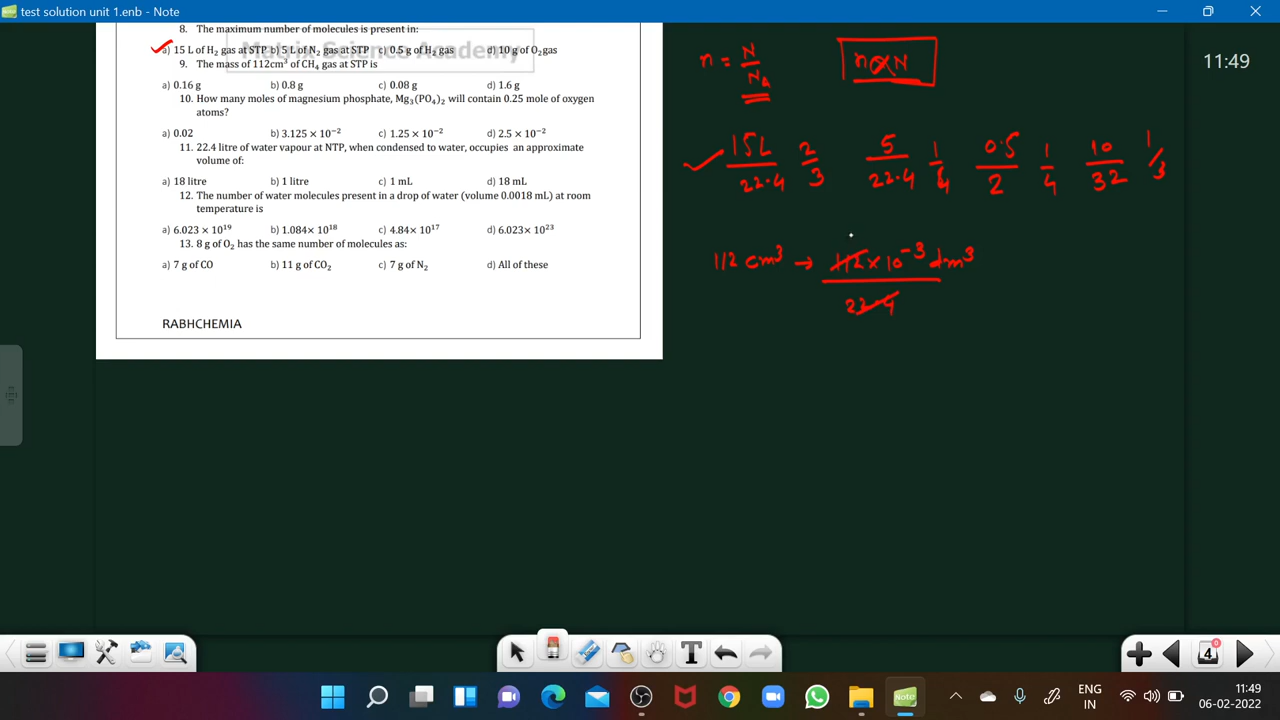 test solution unit 1.enb - Note
8. The maximum number of molecules is present in:
Matrix Science Academy
a) 15 L of H₂ gas at STP b) 5 L of N₂ gas at STP c) 0.5 g of H₂ gas d) 10 g of O₂gas
9. The mass of 112cm³ of CH₄ gas at STP is
a) 0.16 g b) 0.8 g c) 0.08 g d) 1.6 g
10. How many moles of magnesium phosphate, Mg₃(PO₄)₂ will contain 0.25 mole of oxygen
atoms?
a) 0.02 b) 3.125 × 10⁻² c) 1.25 × 10⁻² d) 2.5 × 10⁻²
11. 22.4 litre of water vapour at NTP, when condensed to water, occupies an approximate
volume of:
a) 18 litre b) 1 litre c) 1 mL d) 18 mL
12. The number of water molecules present in a drop of water (volume 0.0018 mL) at room
temperature is
a) 6.023 × 10¹⁹ b) 1.084× 10¹⁸ c) 4.84× 10¹⁷ d) 6.023× 10²³
13. 8 g of O₂ has the same number of molecules as:
a) 7 g of CO b) 11 g of CO₂ c) 7 g of N₂ d) All of these
RABHCHEMIA
n = N/N_A n∝N
11:49
15L/22.4 2/3 5/22.4 1/4 0.5/2 1/4 10/32 1/3
112 cm³ → 112×10⁻³ dm³
22.4
4
0
ENG
IN
11:49
06-02-2022
Note